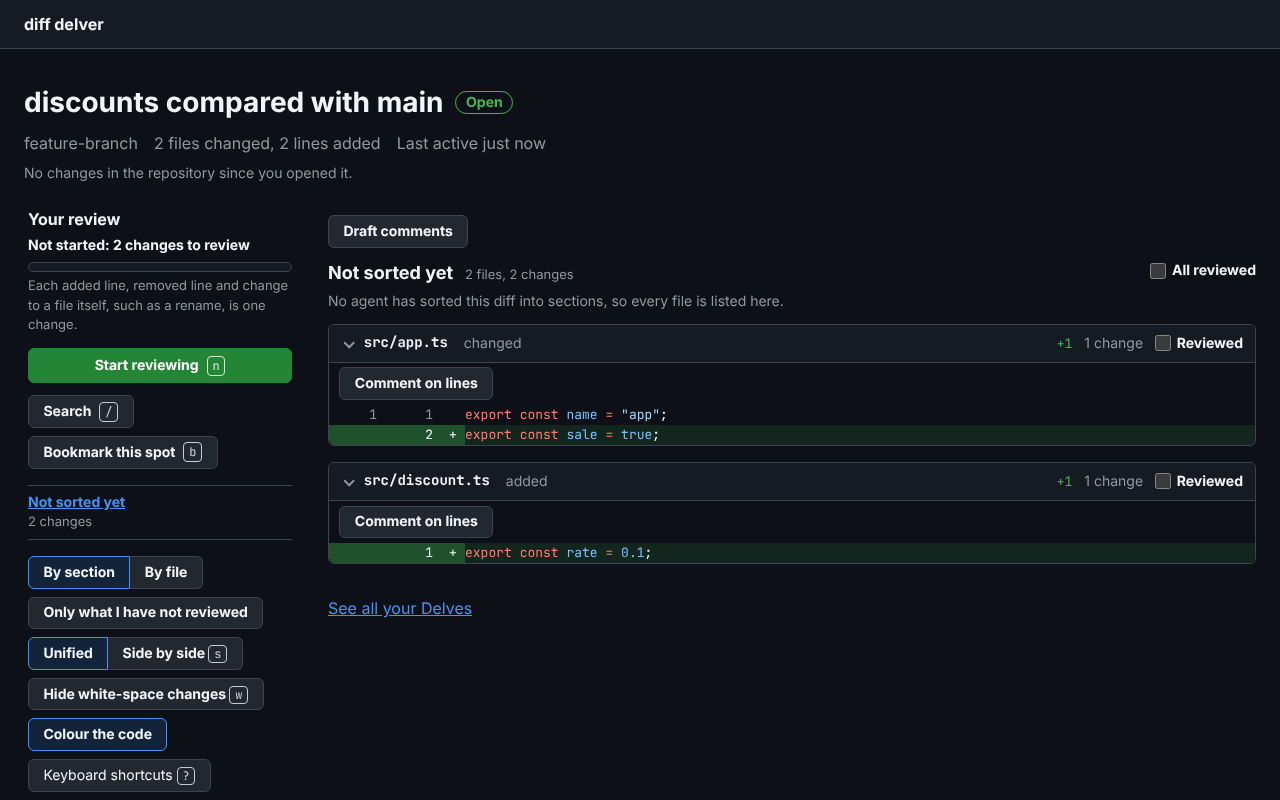 diff delver
discounts compared with main Open
feature-branch 2 files changed, 2 lines added Last active just now
No changes in the repository since you opened it.
Your review
Not started: 2 changes to review
Each added line, removed line and change
to a file itself, such as a rename, is one
change.
Start reviewing n
Search /
Bookmark this spot b
Not sorted yet
2 changes
By section By file
Only what I have not reviewed
Unified Side by side s
Hide white-space changes w
Colour the code
Keyboard shortcuts ?
Draft comments
Not sorted yet 2 files, 2 changes All reviewed
No agent has sorted this diff into sections, so every file is listed here.
src/app.ts changed +1 1 change Reviewed
Comment on lines
1 1 export const name = "app";
2 + export const sale = true;
src/discount.ts added +1 1 change Reviewed
Comment on lines
1 + export const rate = 0.1;
See all your Delves